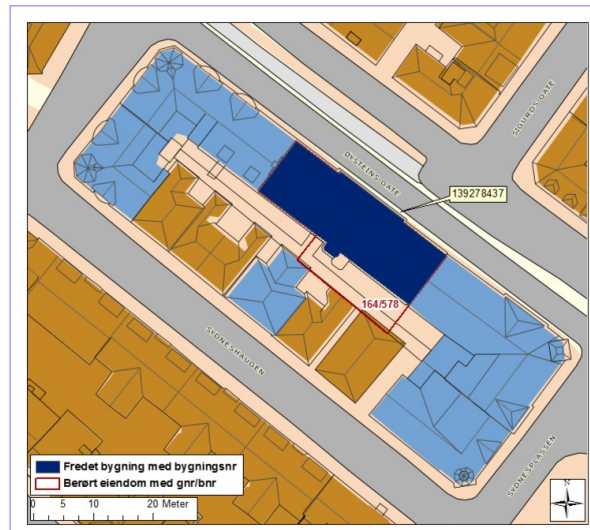 SIGURDS GATE
ØYSTEINS GATE
139278437
164/578
SYDNESHAUGEN
SYDNESPLASSEN
Fredet bygning med bygningsnr
Berørt eiendom med gnr/bnr
0 5 10 20 Meter
N